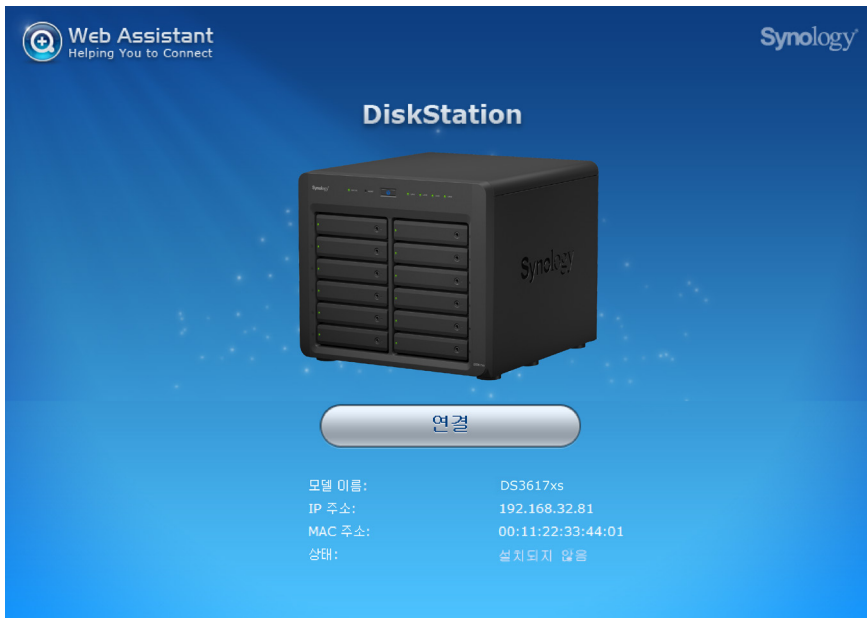 Web Assistant
Helping You to Connect
Synology
DiskStation
Synology
Synology
연결
모델 이름: DS3617xs
IP 주소: 192.168.32.81
MAC 주소: 00:11:22:33:44:01
상태: 설치되지 않음